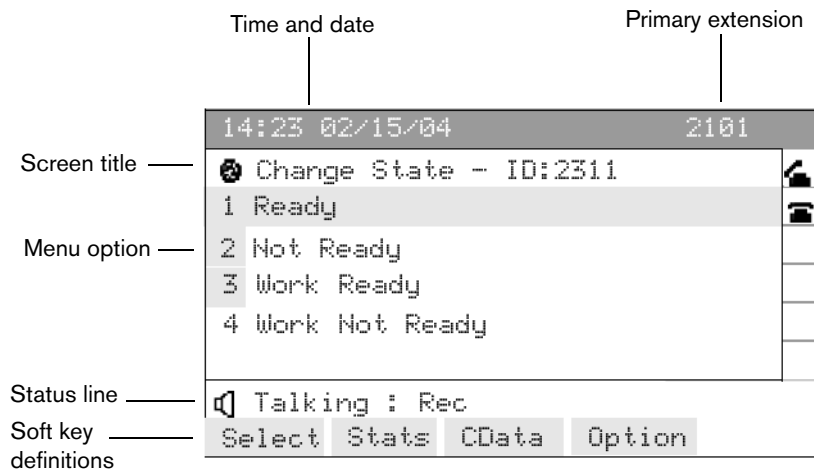 Time and date
Primary extension
14:23 02/15/04 2101
Screen title
Change State - ID:2311
1 Ready
Menu option
2 Not Ready
3 Work Ready
4 Work Not Ready
Status line
Talking : Rec
Soft key definitions
Select Stats CData Option